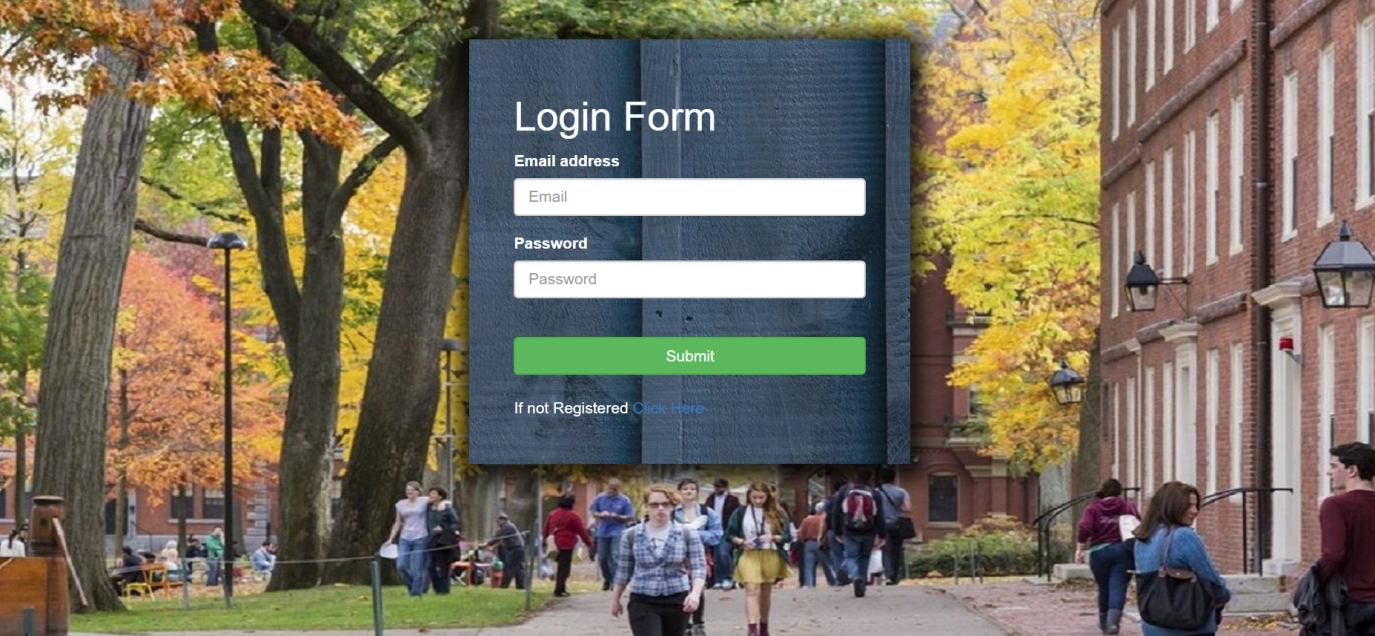 Login Form
Email address
Email
Password
Password
Submit
If not Registered Click Here